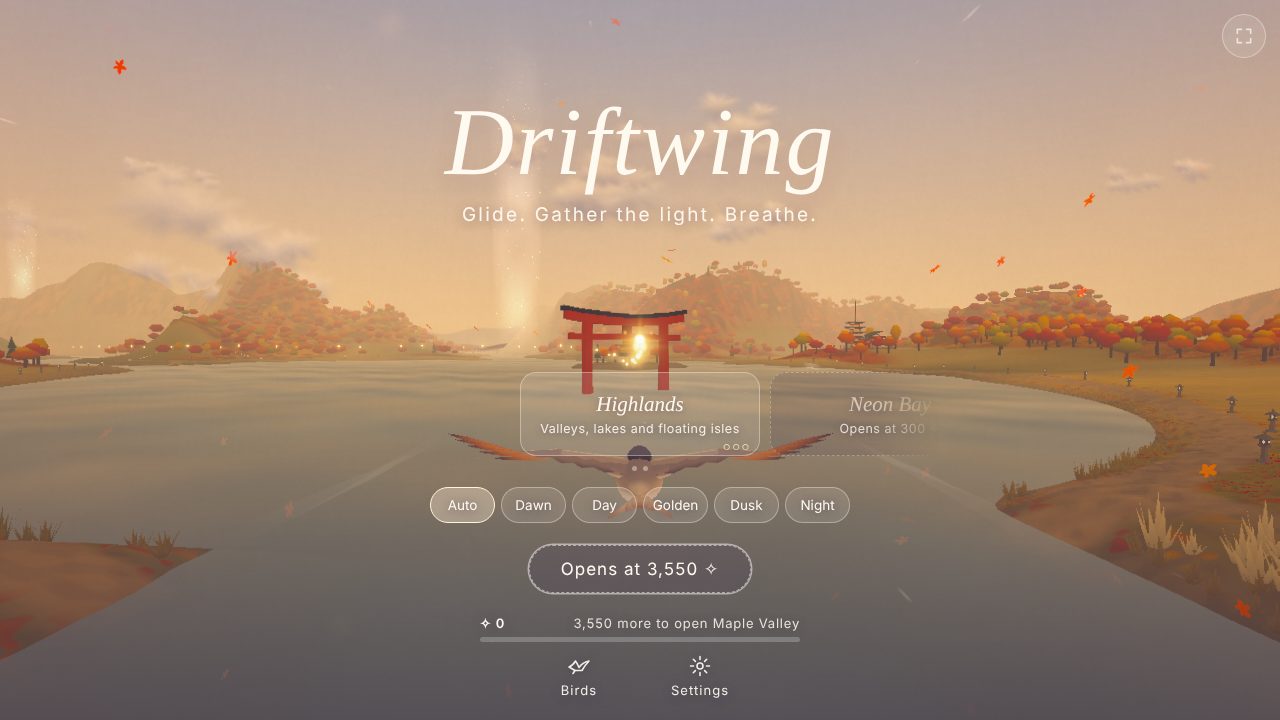 Driftwing
Glide. Gather the light. Breathe.
Highlands
Valleys, lakes and floating isles
Neon Bay
Opens at 300
Auto
Dawn
Day
Golden
Dusk
Night
Opens at 3,550 ✧
✦ 0
3,550 more to open Maple Valley
Birds
Settings